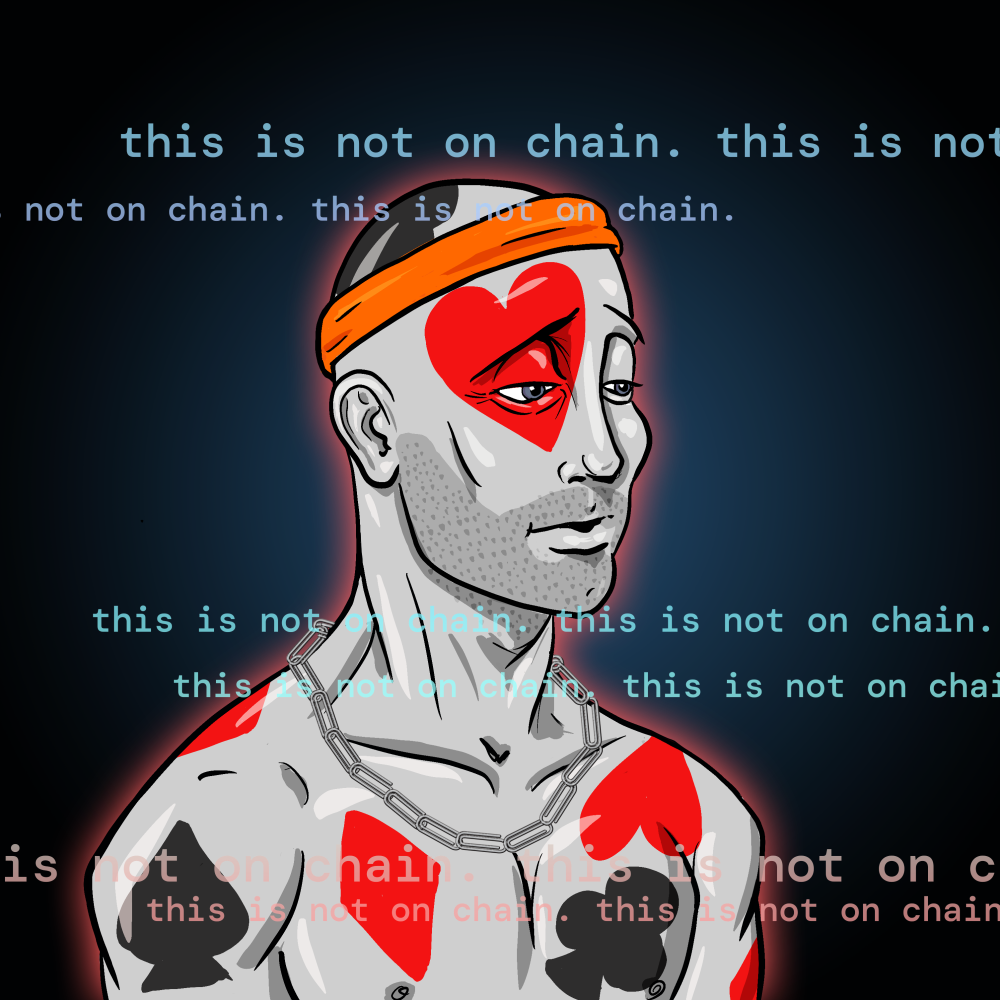 this is not on chain. this is not
not on chain. this is not on chain.
this is not on chain. this is not on chain.
this is not on chain. this is not on chai
is not on chain. this is not on c
this is not on chain. this is not on chain